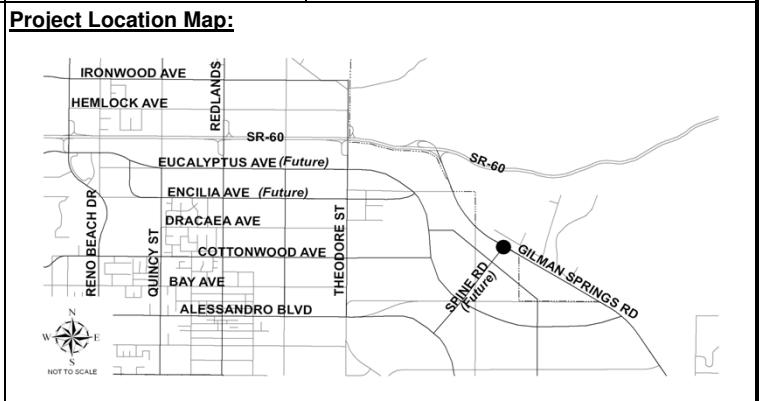 Project Location Map:
IRONWOOD AVE
HEMLOCK AVE
REDLANDS
SR-60
SR-60
EUCALYPTUS AVE (Future)
ENCILIA AVE (Future)
DRACAEA AVE
COTTONWOOD AVE
BAY AVE
ALESSANDRO BLVD
RENO BEACH DR
QUINCY ST
THEODORE ST
SPINE RD
(Future)
GILMAN SPRINGS RD
N
W E
S
NOT TO SCALE